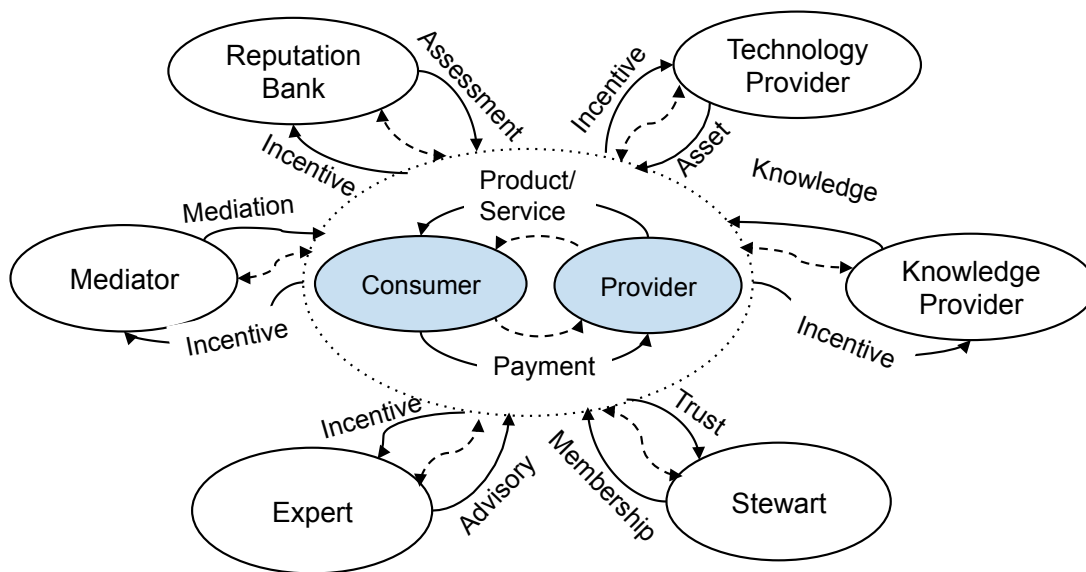 Reputation
Bank
Assessment
Incentive
Technology
Provider
Incentive
Asset
Product/
Service
Knowledge
Mediation
Mediator
Consumer
Provider
Knowledge
Provider
Incentive
Incentive
Payment
Incentive
Trust
Expert
Advisory
Membership
Stewart